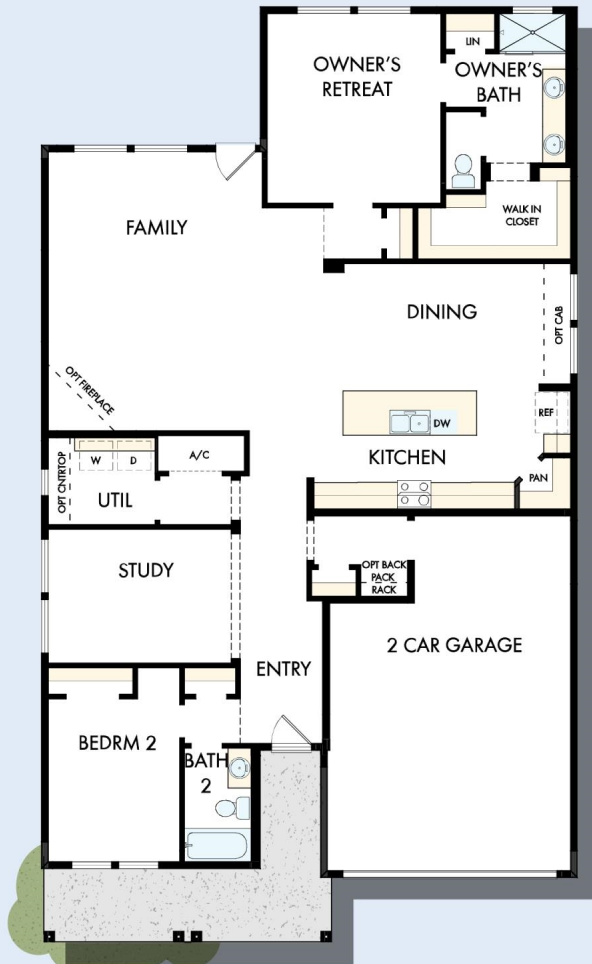 OWNER'S
RETREAT
LIN
OWNER'S
BATH
WALK IN
CLOSET
FAMILY
DINING
OPT CAB
OPT FIREPLACE
REF
DW
KITCHEN
PAN
OPT CNTRTOP
W
D
A/C
UTIL
STUDY
OPT BACK
PACK
RACK
2 CAR GARAGE
ENTRY
BEDRM 2
BATH
2